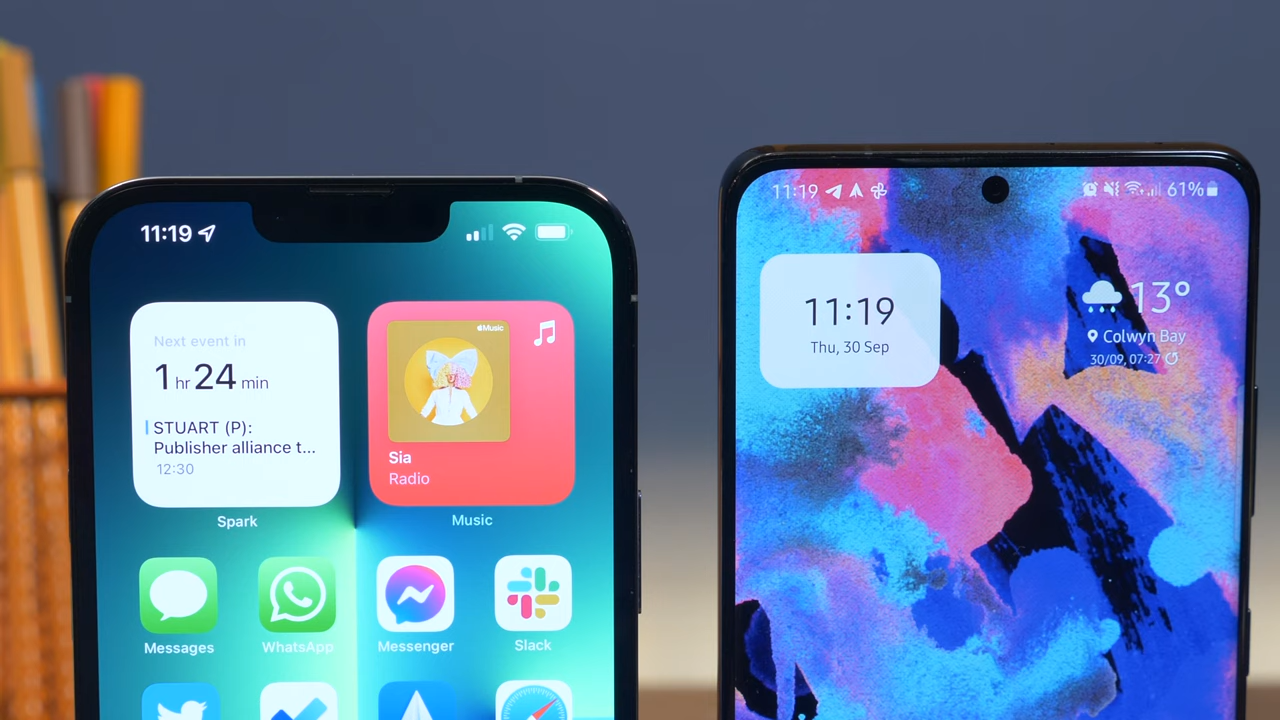 11:19
Next event in
1 hr 24 min
STUART (P):
Publisher alliance t...
12:30
Spark
Music
Sia
Radio
Music
Messages
WhatsApp
Messenger
Slack
11:19
61%
11:19
Thu, 30 Sep
13°
Colwyn Bay
30/09, 07:27